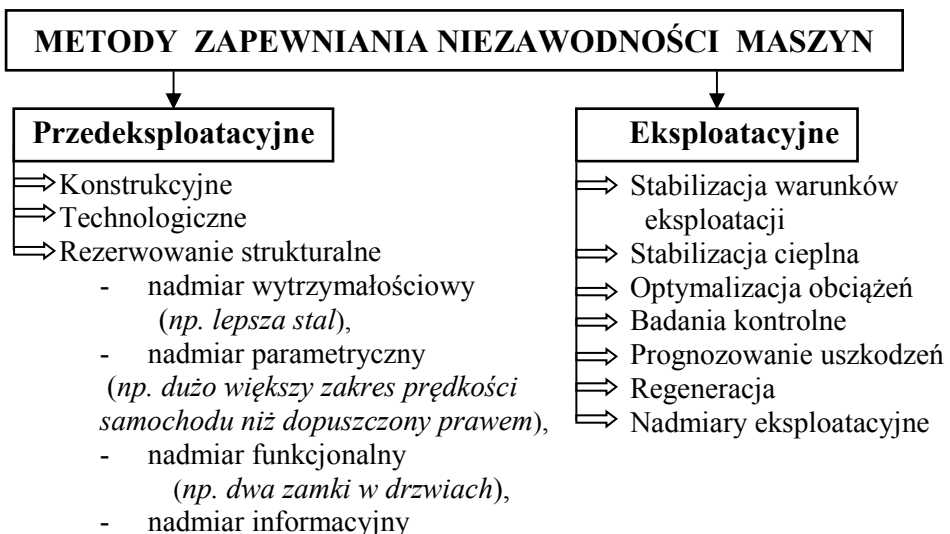 METODY ZAPEWNIANIA NIEZAWODNOŚCI MASZYN
Przedeksploatacyjne
Konstrukcyjne
Technologiczne
Rezerwowanie strukturalne
- nadmiar wytrzymałościowy
(np. lepsza stal),
- nadmiar parametryczny
(np. dużo większy zakres prędkości
samochodu niż dopuszczony prawem),
- nadmiar funkcjonalny
(np. dwa zamki w drzwiach),
- nadmiar informacyjny
Eksploatacyjne
Stabilizacja warunków
eksploatacji
Stabilizacja cieplna
Optymalizacja obciążeń
Badania kontrolne
Prognozowanie uszkodzeń
Regeneracja
Nadmiary eksploatacyjne